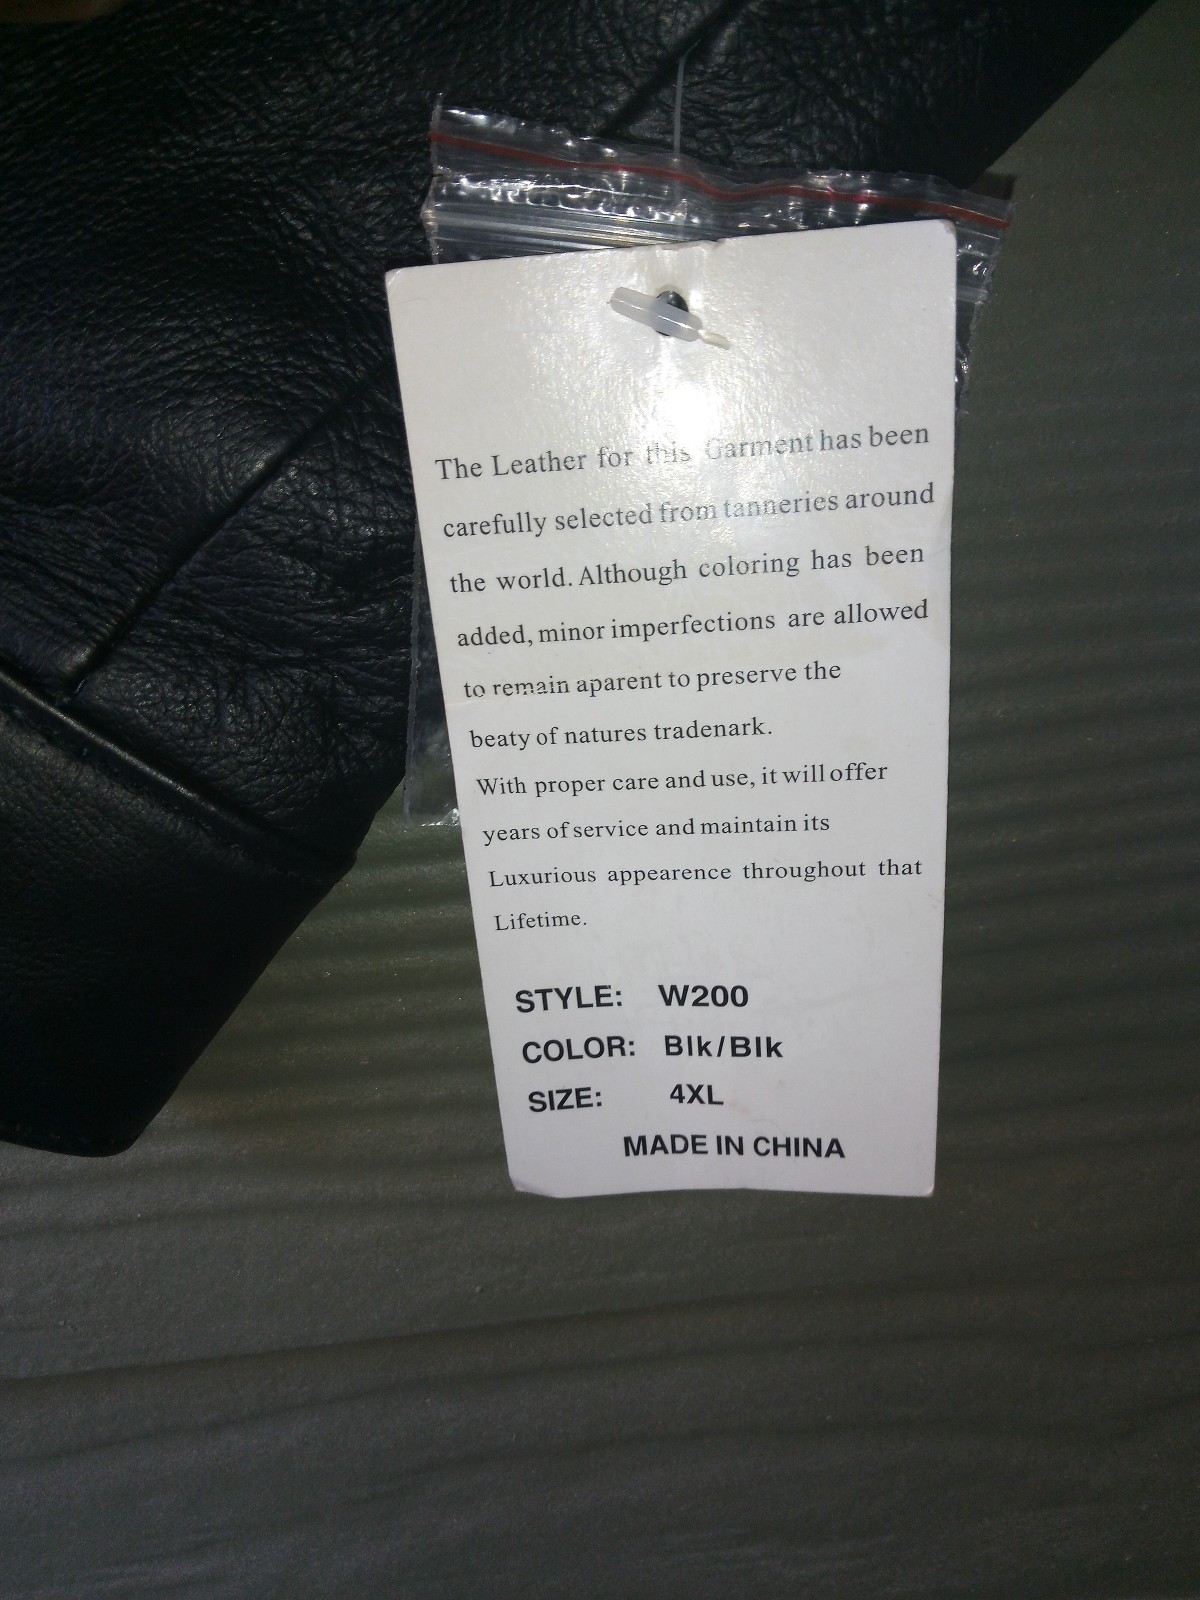 The Leather for this Garment has been
carefully selected from tanneries around
the world. Although coloring has been
added, minor imperfections are allowed
to remain aparent to preserve the
beaty of natures tradenark.
With proper care and use, it will offer
years of service and maintain its
Luxurious appearence throughout that
Lifetime.
STYLE: W200
COLOR: Blk/Blk
SIZE: 4XL
MADE IN CHINA